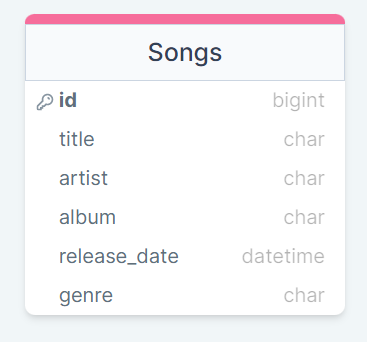 Songs
id bigint
title char
artist char
album char
release_date datetime
genre char